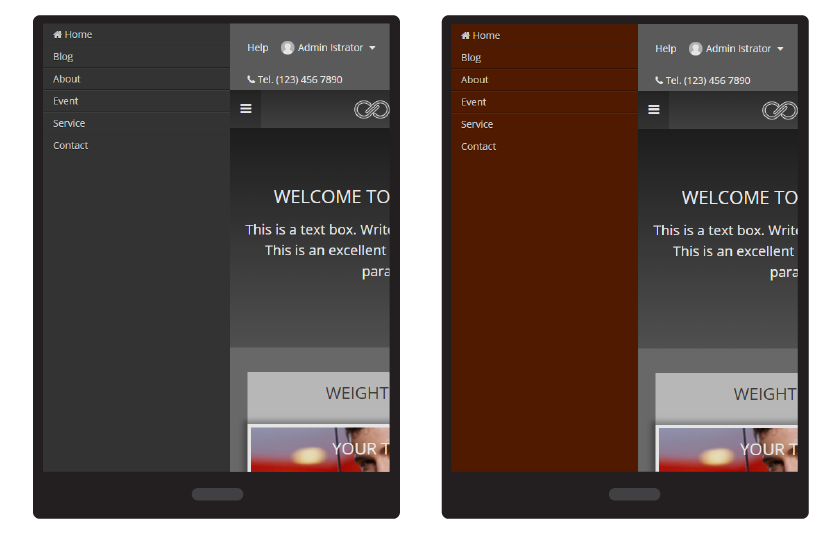 Home
Blog
About
Event
Service
Contact
Help Admin Istrator
Tel. (123) 456 7890
WELCOME TO
This is a text box. Write
This is an excellent
para
WEIGHT
YOUR T
Home
Blog
About
Event
Service
Contact
Help Admin Istrator
Tel. (123) 456 7890
WELCOME TO
This is a text box. Write
This is an excellent
para
WEIGHT
YOUR T